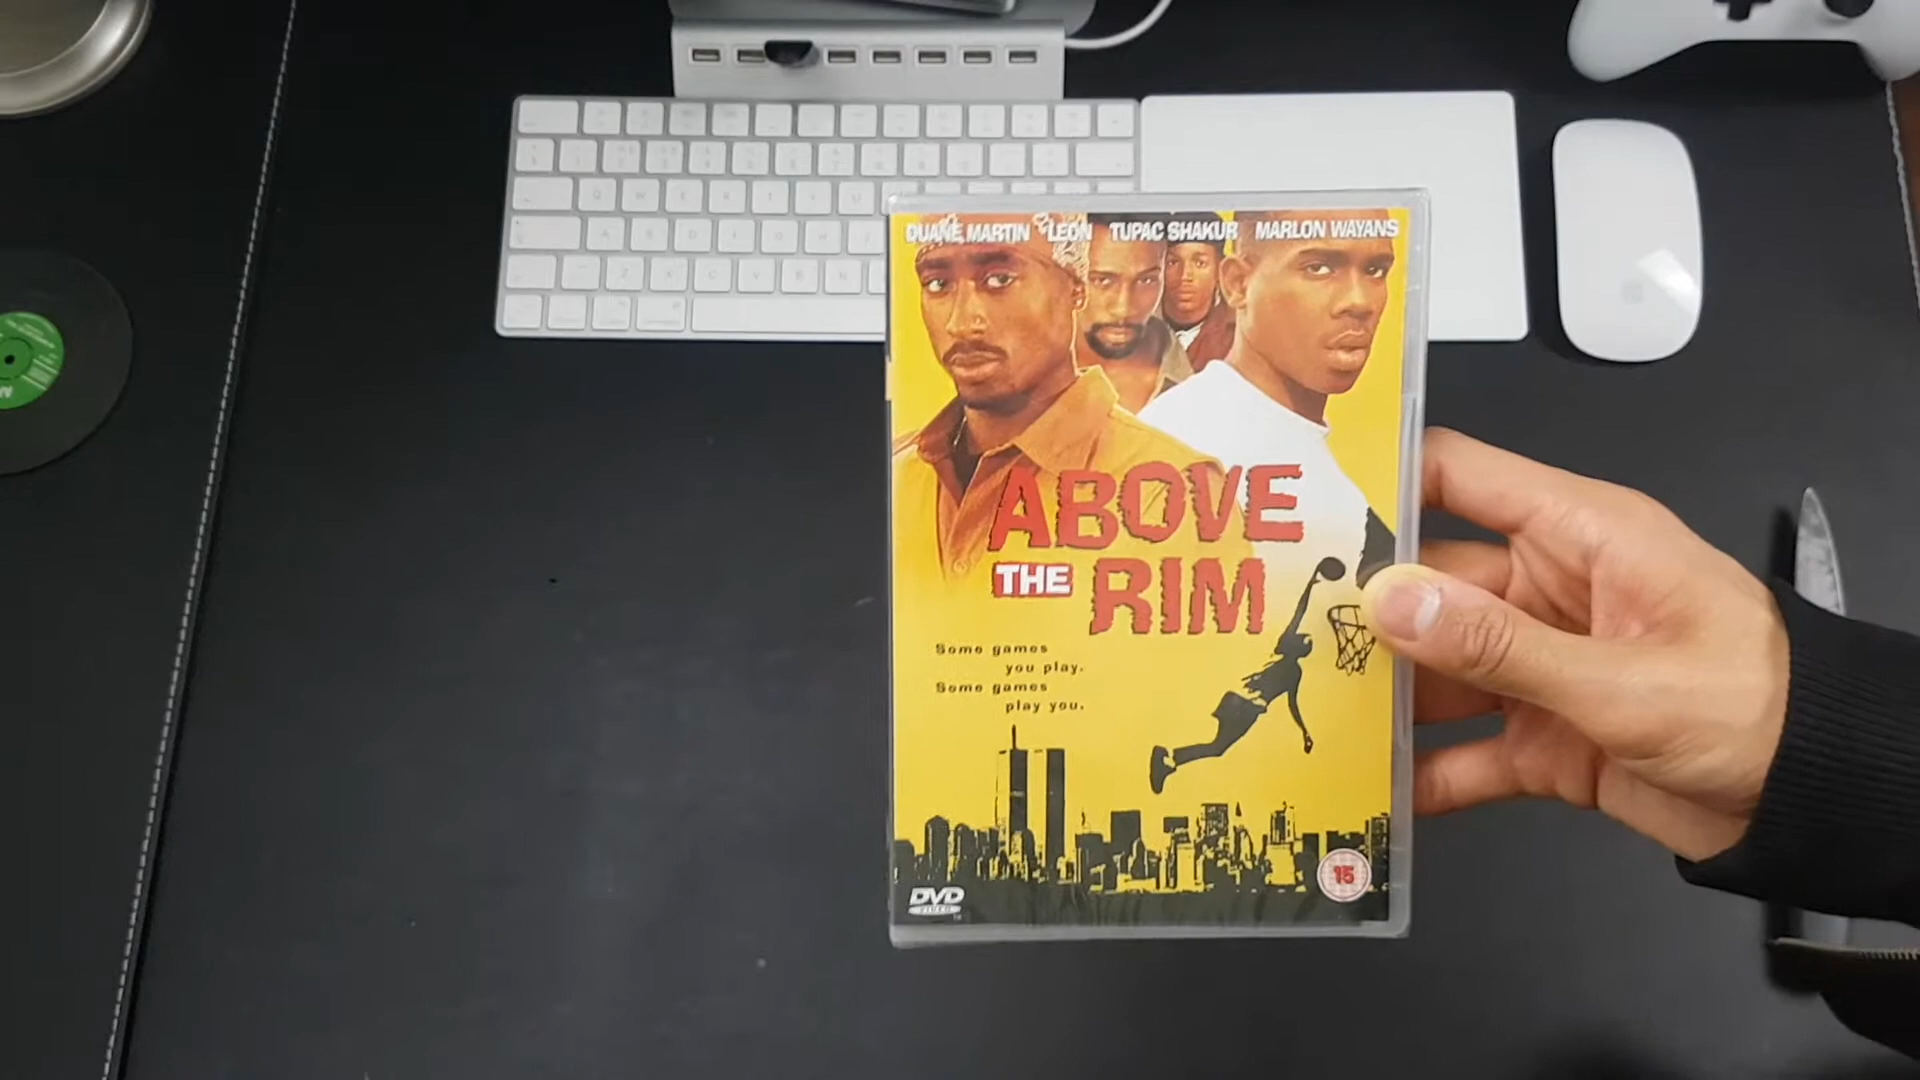 DUANE MARTIN LEON TUPAC SHAKUR MARLON WAYANS
ABOVE
THE RIM
Some games
you play.
Some games
play you.
DVD
VIDEO
15